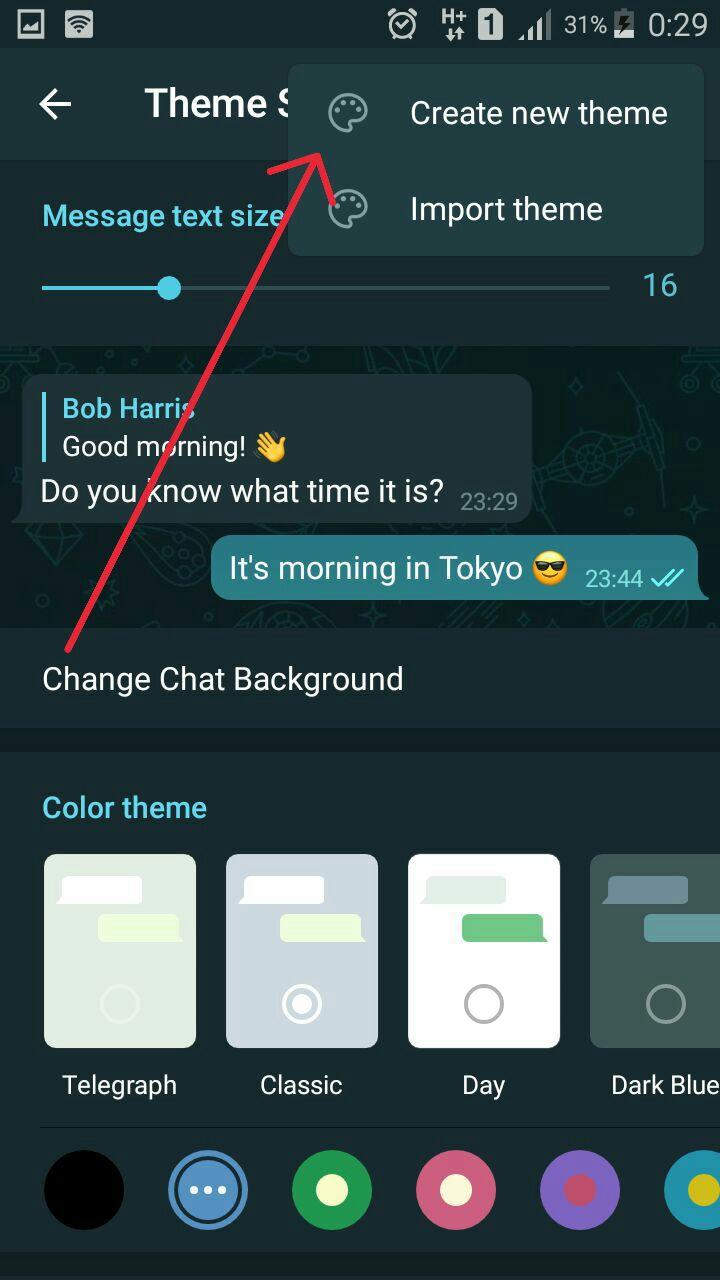 H+ 1 31% 0:29
Theme S
Create new theme
Import theme
Message text size
16
Bob Harris
Good morning! 👋
Do you know what time it is? 23:29
It's morning in Tokyo 😎 23:44
Change Chat Background
Color theme
Telegraph Classic Day Dark Blue